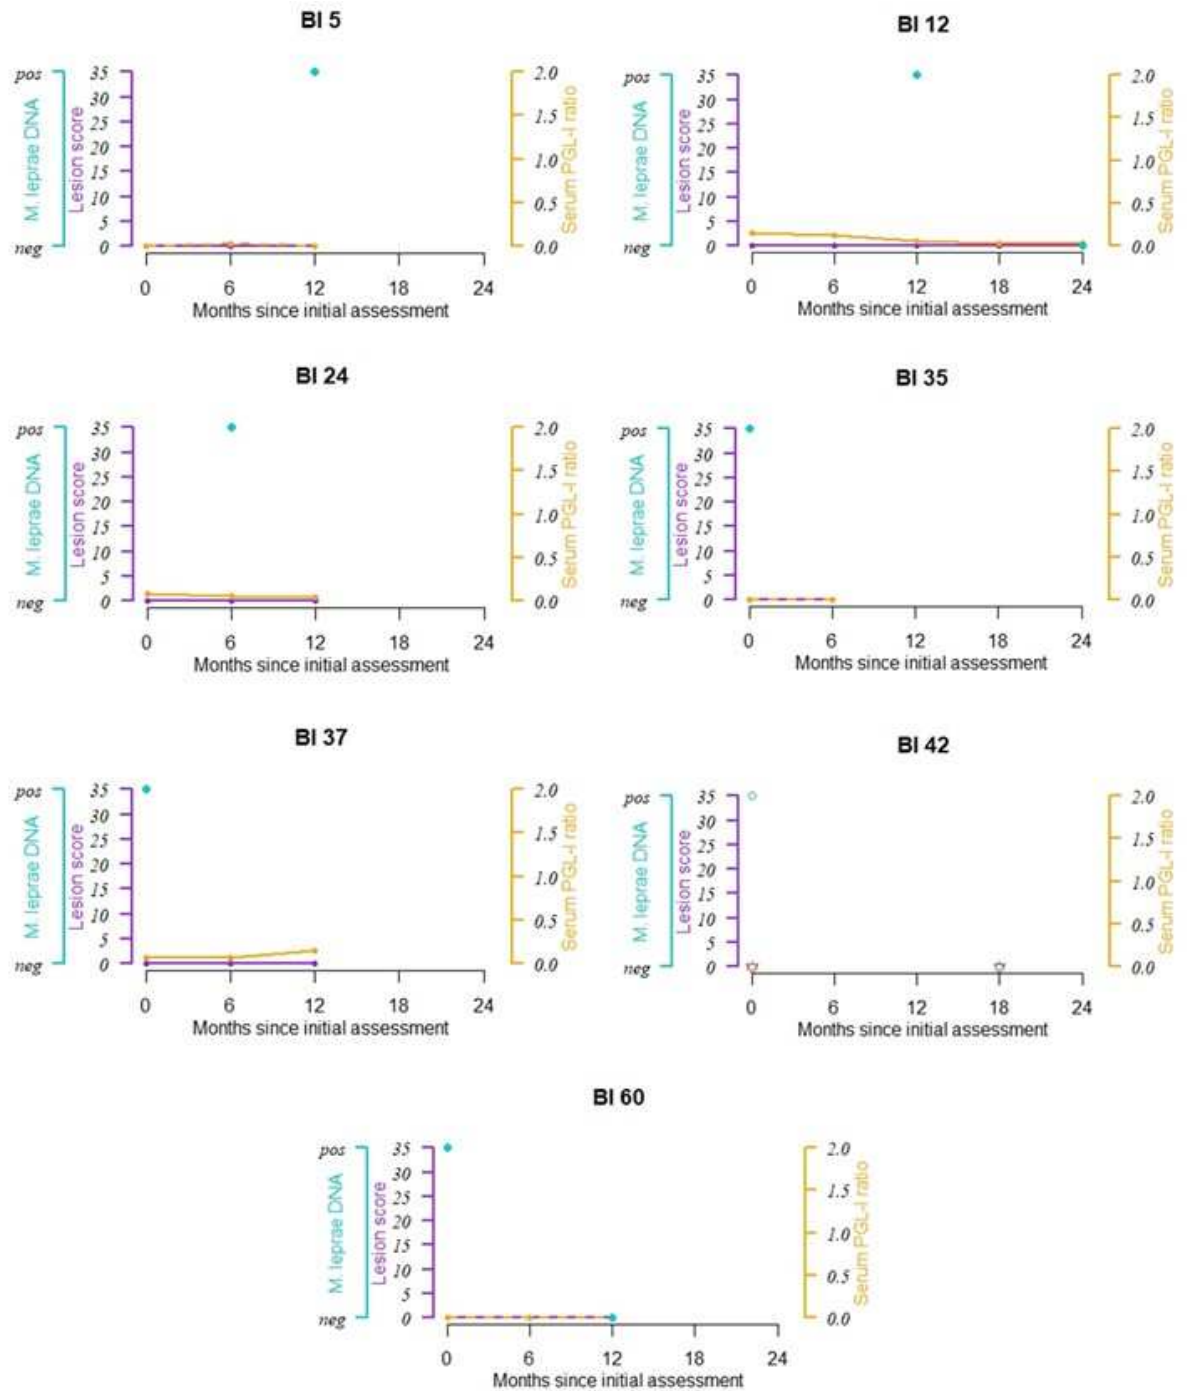 BI 5
pos
neg
M. leprae DNA
Lesion score
35
30
25
20
15
10
5
0
2.0
1.5
1.0
0.5
0.0
Serum PGL-I ratio
0 6 12 18 24
Months since initial assessment
BI 12
pos
neg
M. leprae DNA
Lesion score
35
30
25
20
15
10
5
0
2.0
1.5
1.0
0.5
0.0
Serum PGL-I ratio
0 6 12 18 24
Months since initial assessment
BI 24
pos
neg
M. leprae DNA
Lesion score
35
30
25
20
15
10
5
0
2.0
1.5
1.0
0.5
0.0
Serum PGL-I ratio
0 6 12 18 24
Months since initial assessment
BI 35
pos
neg
M. leprae DNA
Lesion score
35
30
25
20
15
10
5
0
2.0
1.5
1.0
0.5
0.0
Serum PGL-I ratio
0 6 12 18 24
Months since initial assessment
BI 37
pos
neg
M. leprae DNA
Lesion score
35
30
25
20
15
10
5
0
2.0
1.5
1.0
0.5
0.0
Serum PGL-I ratio
0 6 12 18 24
Months since initial assessment
BI 42
pos
neg
M. leprae DNA
Lesion score
35
30
25
20
15
10
5
0
2.0
1.5
1.0
0.5
0.0
Serum PGL-I ratio
0 6 12 18 24
Months since initial assessment
BI 60
pos
neg
M. leprae DNA
Lesion score
35
30
25
20
15
10
5
0
2.0
1.5
1.0
0.5
0.0
Serum PGL-I ratio
0 6 12 18 24
Months since initial assessment